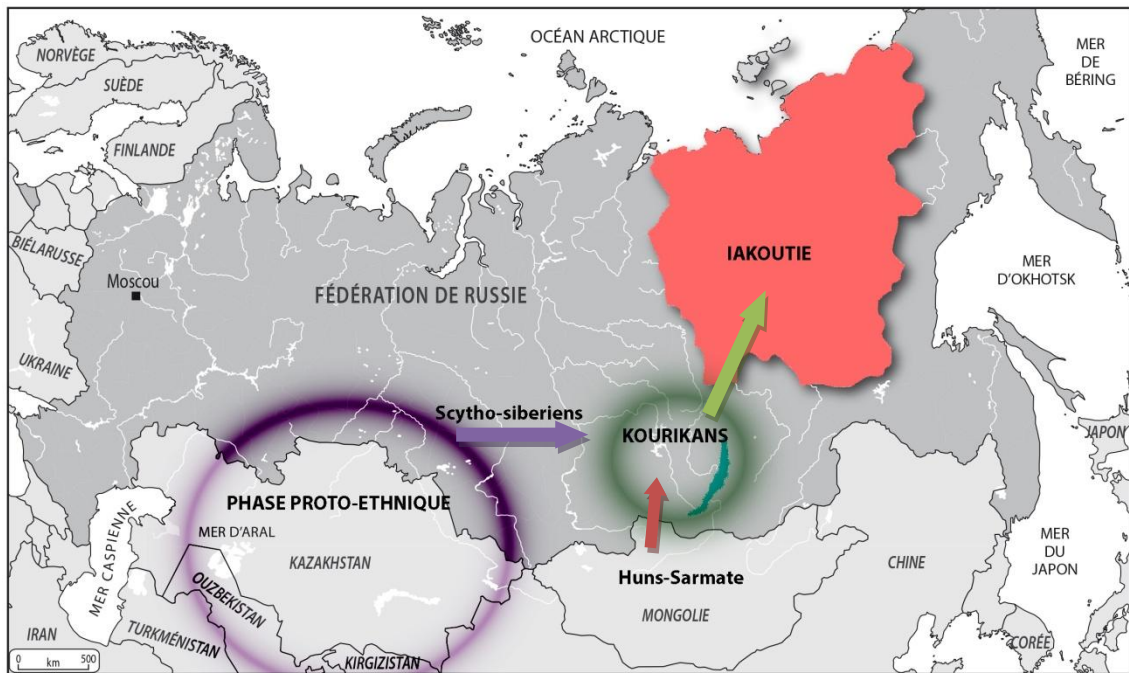 NORVÈGE
SUÈDE
FINLANDE
OCÉAN ARCTIQUE
MER
DE
BÉRING
BIÉLARUSSE
Moscou
FÉDÉRATION DE RUSSIE
IAKOUTIE
MER
D'OKHOTSK
UKRAINE
Scytho-siberiens
KOURIKANS
JAPON
PHASE PROTO-ETHNIQUE
MER D'ARAL
KAZAKHSTAN
MER CASPIENNE
OUZBEKISTAN
Huns-Sarmate
MONGOLIE
CHINE
MER
DU
JAPON
IRAN
TURKMÉNISTAN
KIRGIZISTAN
CORÉE
0 km 500